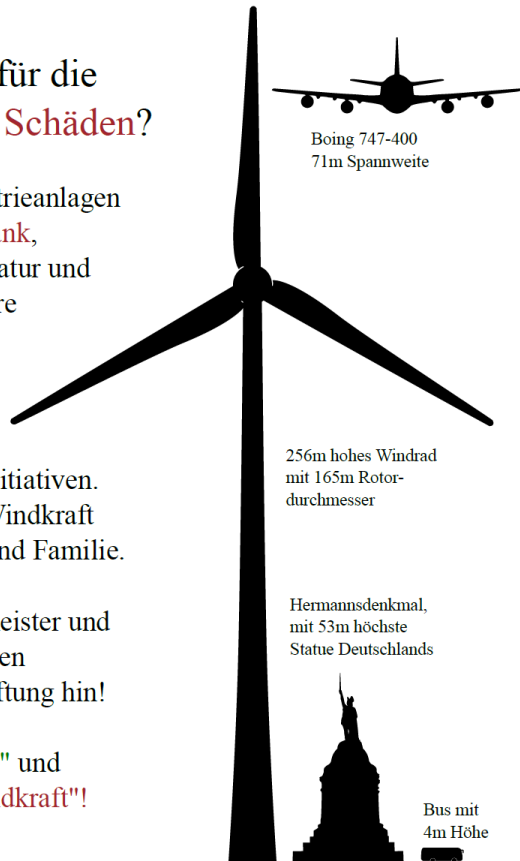 für die
Schäden?
Boing 747-400
71m Spannweite
trieanlagen
ank,
atur und
re
256m hohes Windrad
mit 165m Rotor-
durchmesser
itiativen.
Vindkraft
nd Familie.
Hermannsdenkmal,
mit 53m höchste
Statue Deutschlands
eister und
en
ftung hin!
" und
dkraft"!
Bus mit
4m Höhe